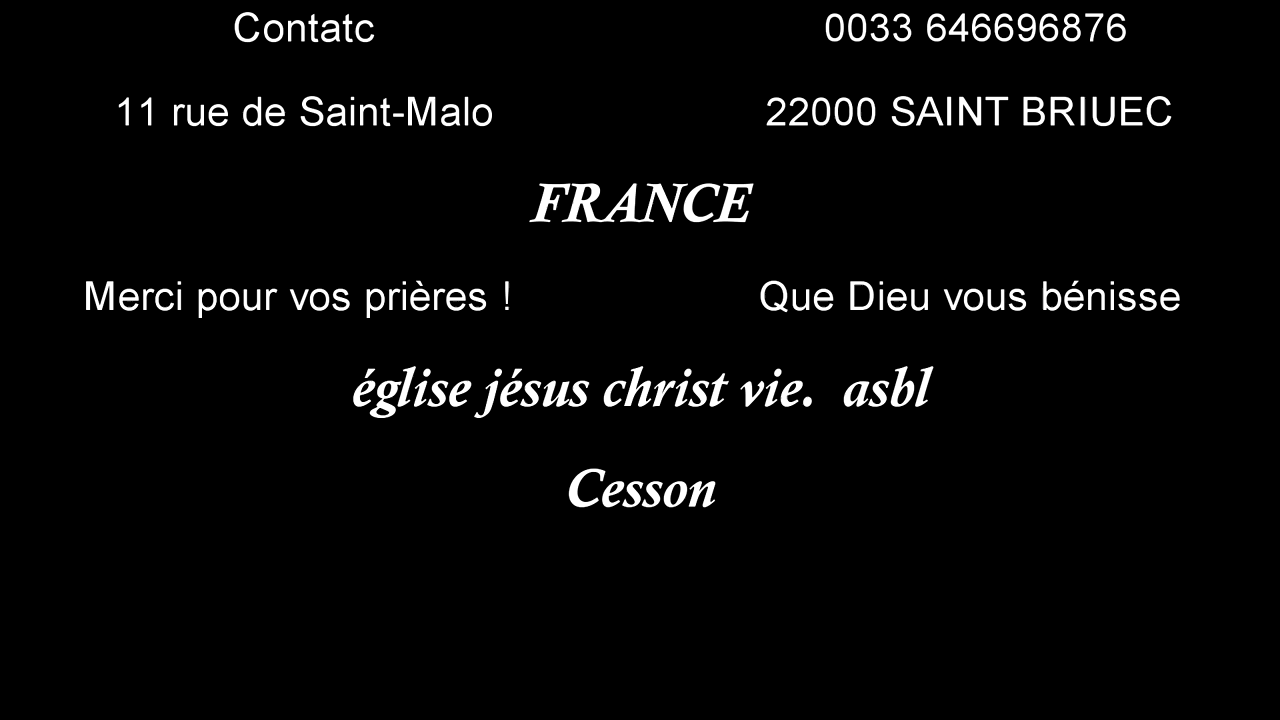 Contatc 0033 646696876
11 rue de Saint-Malo 22000 SAINT BRIUEC
FRANCE
Merci pour vos prières ! Que Dieu vous bénisse
église jésus christ vie. asbl
Cesson